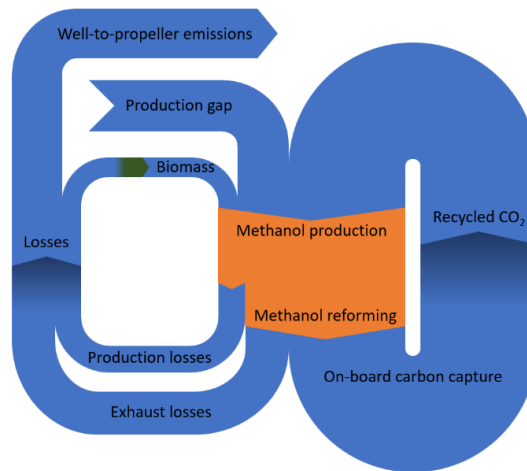 Well-to-propeller emissions
Production gap
Biomass
Methanol production
Recycled CO₂
Losses
Methanol reforming
Production losses
On-board carbon capture
Exhaust losses